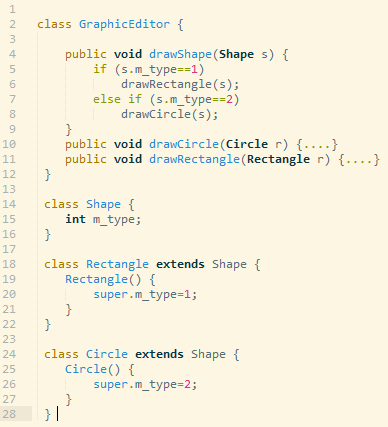 1
2 class GraphicEditor {
3
4 public void drawShape(Shape s) {
5 if (s.m_type==1)
6 drawRectangle(s);
7 else if (s.m_type==2)
8 drawCircle(s);
9 }
10 public void drawCircle(Circle r) {....}
11 public void drawRectangle(Rectangle r) {....}
12 }
13
14 class Shape {
15 int m_type;
16 }
17
18 class Rectangle extends Shape {
19 Rectangle() {
20 super.m_type=1;
21 }
22 }
23
24 class Circle extends Shape {
25 Circle() {
26 super.m_type=2;
27 }
28 }